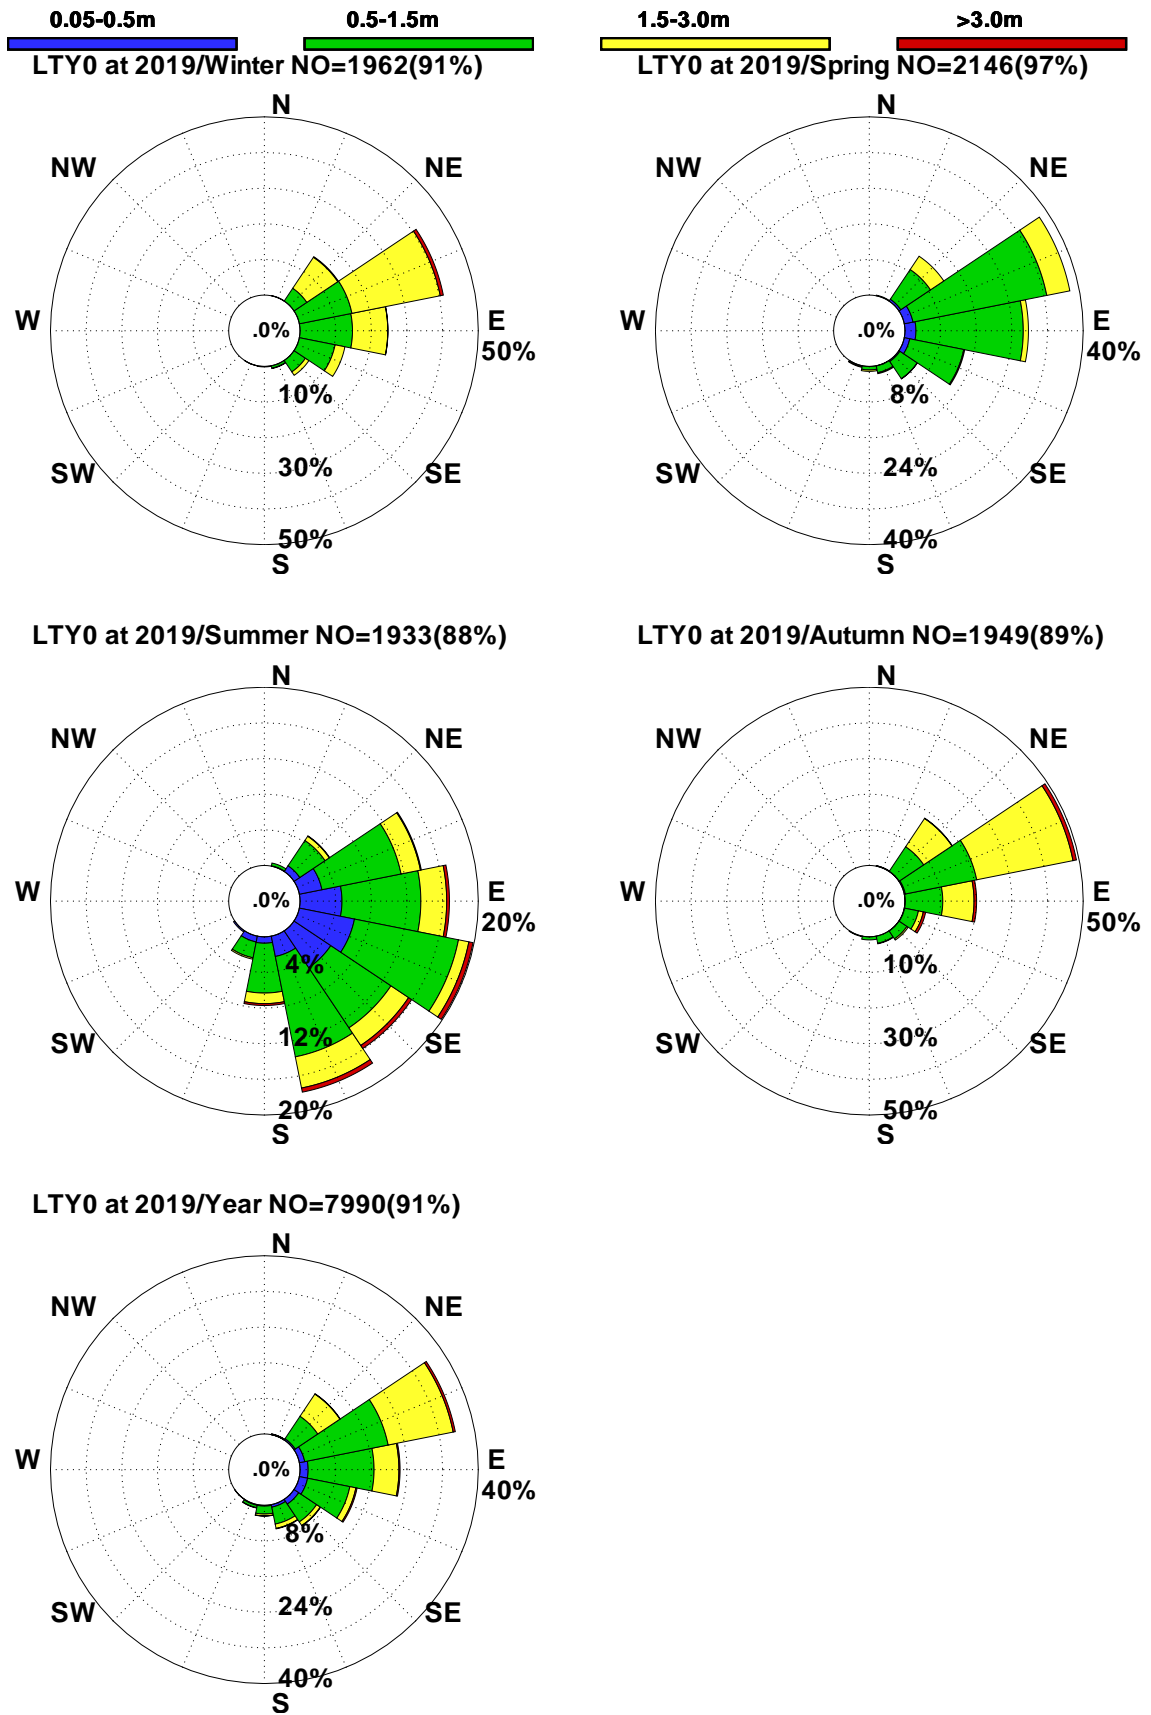 0.05-0.5m 0.5-1.5m 1.5-3.0m >3.0m
LTY0 at 2019/Winter NO=1962(91%)
N
NW NE
W .0% E
50%
10%
SW 30% SE
50%
S
LTY0 at 2019/Spring NO=2146(97%)
N
NW NE
W .0% E
40%
8%
SW 24% SE
40%
S
LTY0 at 2019/Summer NO=1933(88%)
N
NW NE
W .0% E
20%
4%
SW 12% SE
20%
S
LTY0 at 2019/Autumn NO=1949(89%)
N
NW NE
W .0% E
50%
10%
SW 30% SE
50%
S
LTY0 at 2019/Year NO=7990(91%)
N
NW NE
W .0% E
40%
8%
SW 24% SE
40%
S